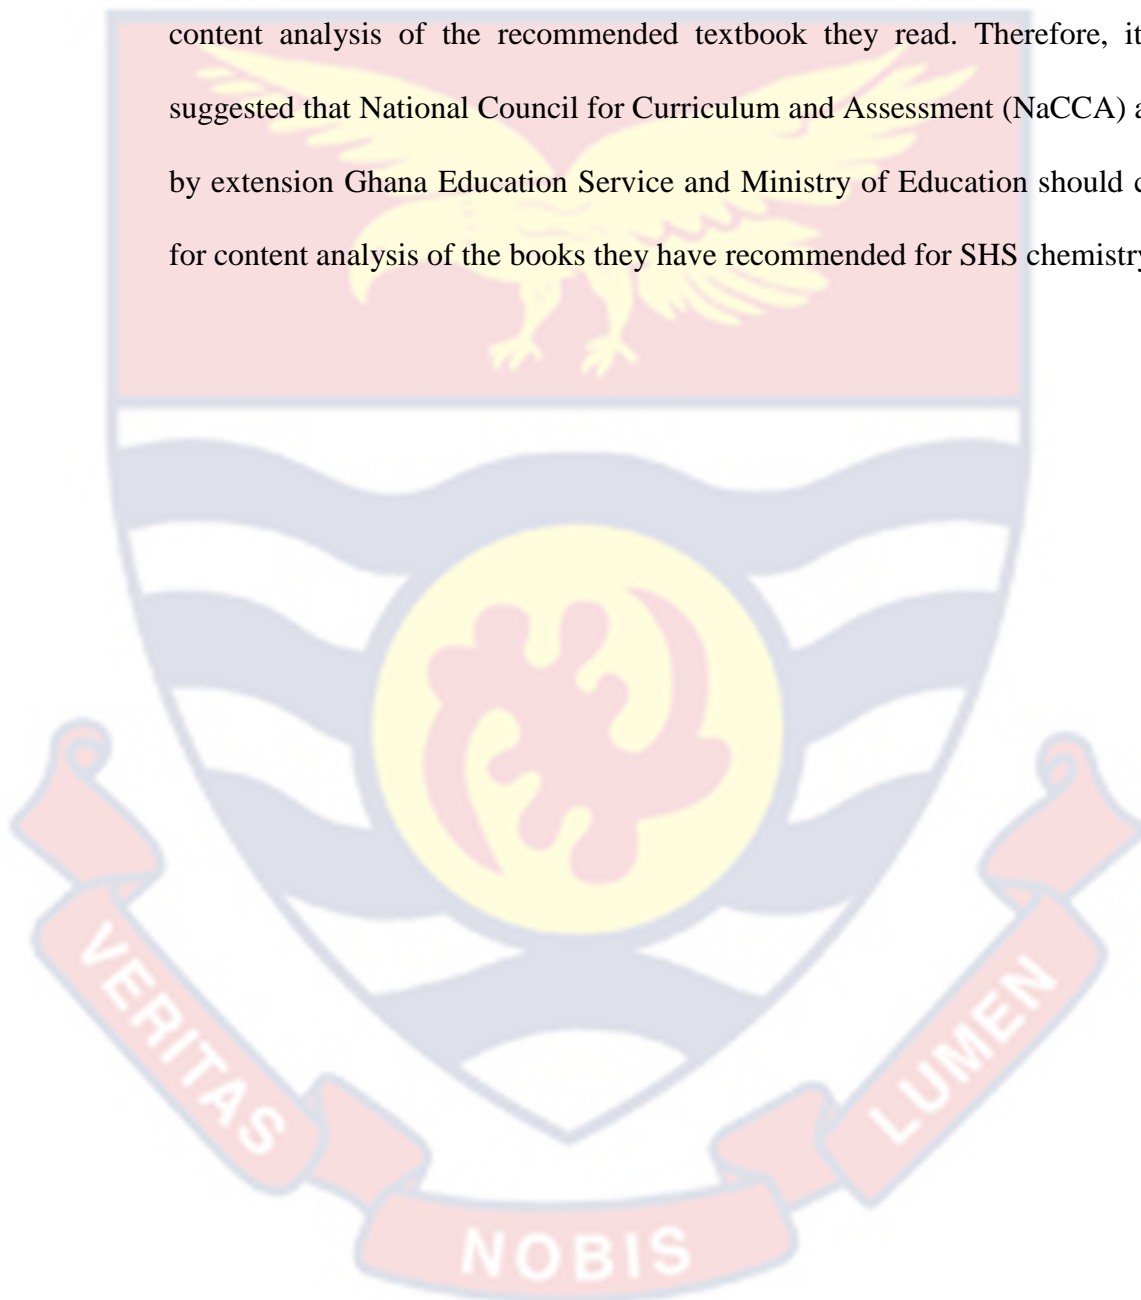 content analysis of the recommended textbook they read. Therefore, it
suggested that National Council for Curriculum and Assessment (NaCCA) a
by extension Ghana Education Service and Ministry of Education should c
for content analysis of the books they have recommended for SHS chemistry
VERITAS
NOBIS
LUMEN